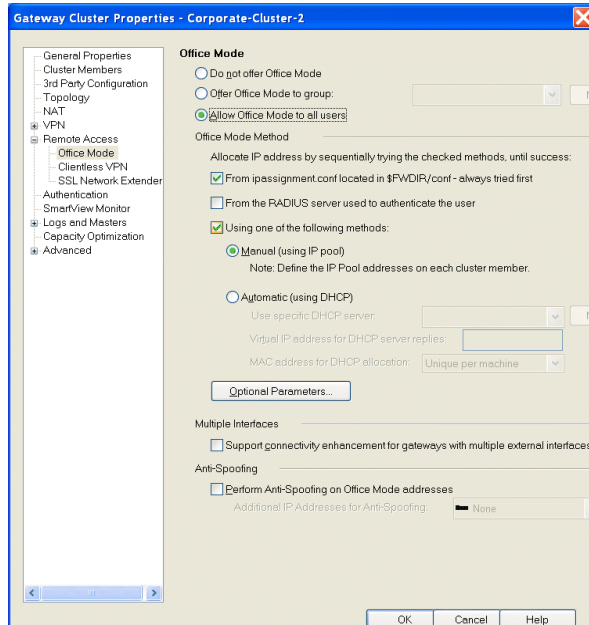 Gateway Cluster Properties - Corporate-Cluster-2
General Properties
Cluster Members
3rd Party Configuration
Topology
NAT
VPN
Remote Access
Office Mode
Clientless VPN
SSL Network Extender
Authentication
SmartView Monitor
Logs and Masters
Capacity Optimization
Advanced
Office Mode
Do not offer Office Mode
Offer Office Mode to group:
Allow Office Mode to all users
Office Mode Method
Allocate IP address by sequentially trying the checked methods, until success:
From ipassignment.conf located in $FWDIR/conf - always tried first
From the RADIUS server used to authenticate the user
Using one of the following methods:
Manual (using IP pool)
Note: Define the IP Pool addresses on each cluster member.
Automatic (using DHCP)
Use specific DHCP server:
Virtual IP address for DHCP server replies:
MAC address for DHCP allocation: Unique per machine
Optional Parameters...
Multiple Interfaces
Support connectivity enhancement for gateways with multiple external interfaces
Anti-Spoofing
Perform Anti-Spoofing on Office Mode addresses
Additional IP Addresses for Anti-Spoofing: None
OK Cancel Help